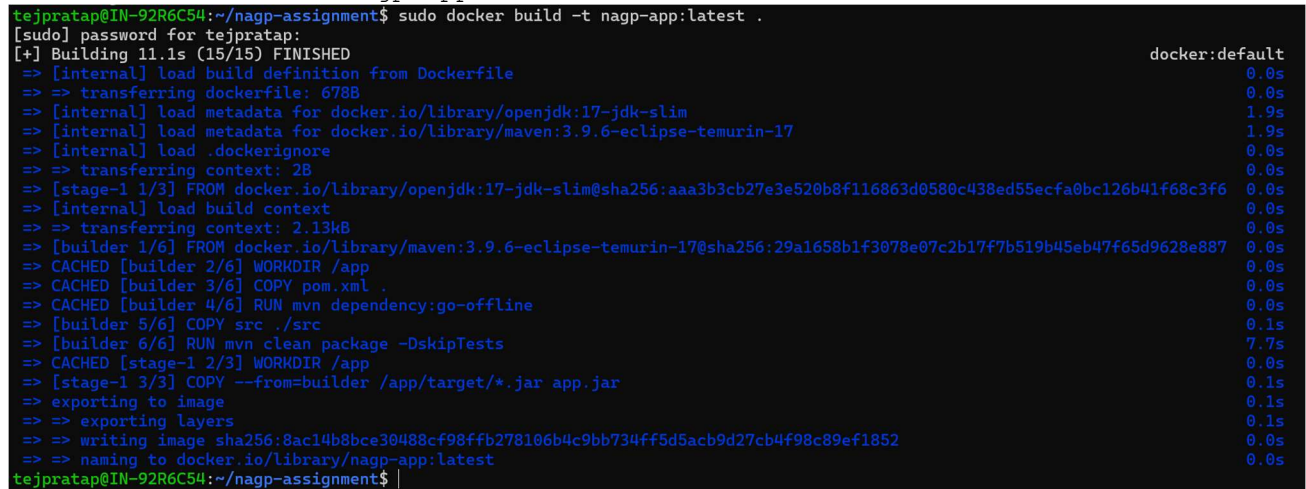 tejpratap@IN-92R6C54:~/nagp-assignment$ sudo docker build -t nagp-app:latest .
[sudo] password for tejpratap:
[+] Building 11.1s (15/15) FINISHED docker:default
=> [internal] load build definition from Dockerfile 0.0s
=> => transferring dockerfile: 678B 0.0s
=> [internal] load metadata for docker.io/library/openjdk:17-jdk-slim 1.9s
=> [internal] load metadata for docker.io/library/maven:3.9.6-eclipse-temurin-17 1.9s
=> [internal] load .dockerignore 0.0s
=> => transferring context: 2B 0.0s
=> [stage-1 1/3] FROM docker.io/library/openjdk:17-jdk-slim@sha256:aaa3b3cb27e3e520b8f116863d0580c438ed55ecfa0bc126b41f68c3f6 0.0s
=> [internal] load build context 0.0s
=> => transferring context: 2.13kB 0.0s
=> [builder 1/6] FROM docker.io/library/maven:3.9.6-eclipse-temurin-17@sha256:29a1658b1f3078e07c2b17f7b519b45eb47f65d9628e887 0.0s
=> CACHED [builder 2/6] WORKDIR /app 0.0s
=> CACHED [builder 3/6] COPY pom.xml . 0.0s
=> CACHED [builder 4/6] RUN mvn dependency:go-offline 0.0s
=> [builder 5/6] COPY src ./src 0.1s
=> [builder 6/6] RUN mvn clean package -DskipTests 7.7s
=> CACHED [stage-1 2/3] WORKDIR /app 0.0s
=> [stage-1 3/3] COPY --from=builder /app/target/*.jar app.jar 0.1s
=> exporting to image 0.1s
=> => exporting layers 0.1s
=> => writing image sha256:8ac14b8bce30488cf98ffb278106b4c9bb734ff5d5acb9d27cb4f98c89ef1852 0.0s
=> => naming to docker.io/library/nagp-app:latest 0.0s
tejpratap@IN-92R6C54:~/nagp-assignment$